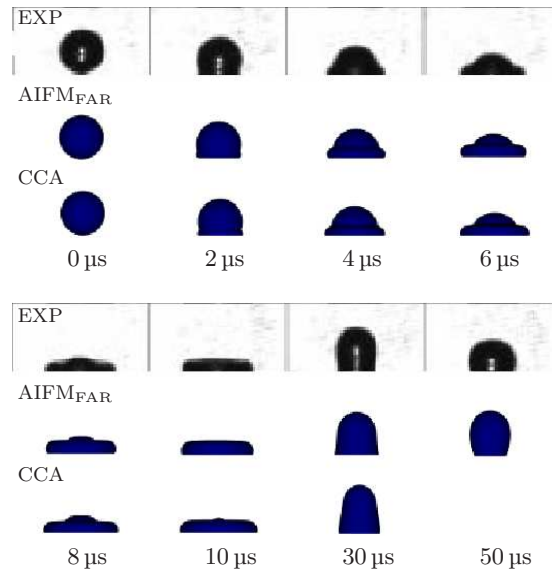 EXP
AIFM_FAR
CCA
0 µs 2 µs 4 µs 6 µs
EXP
AIFM_FAR
CCA
8 µs 10 µs 30 µs 50 µs